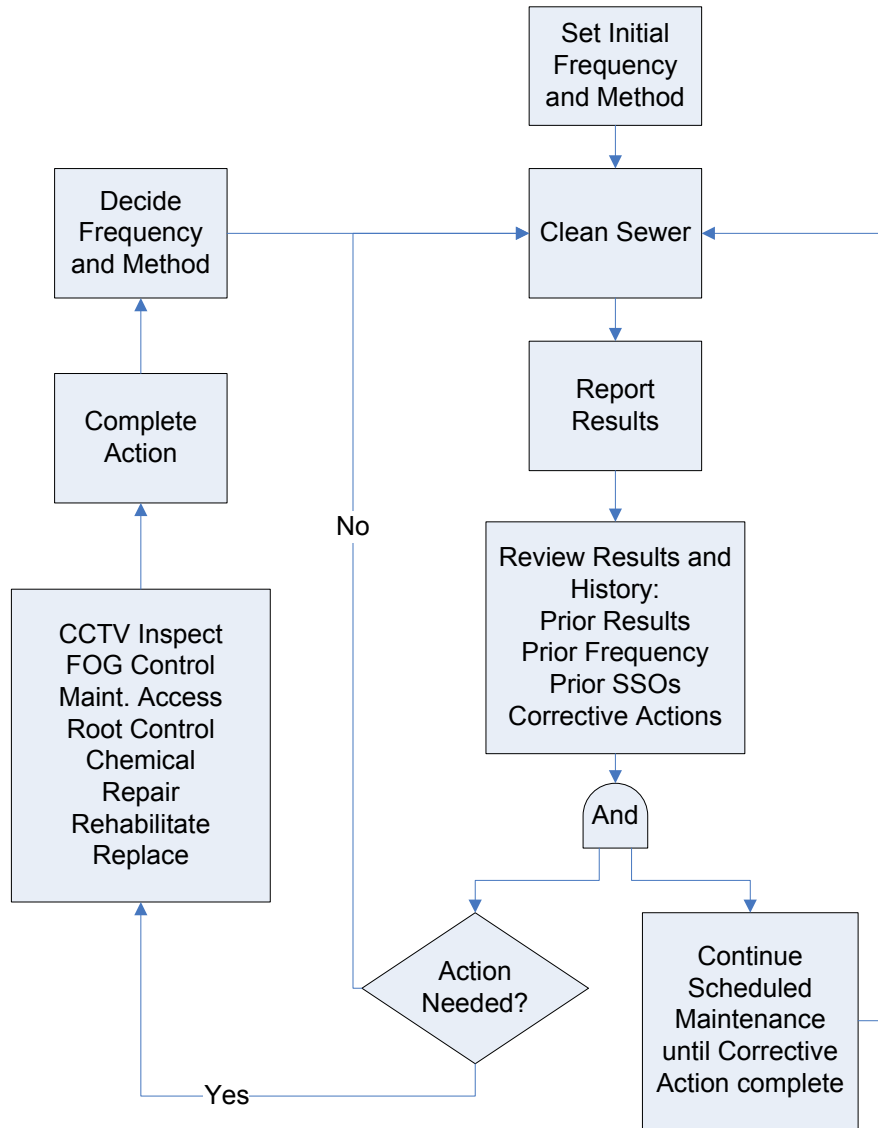 Set Initial
Frequency
and Method
Decide
Frequency
and Method
Clean Sewer
Report
Results
Complete
Action
No
Review Results and
History:
Prior Results
Prior Frequency
Prior SSOs
Corrective Actions
CCTV Inspect
FOG Control
Maint. Access
Root Control
Chemical
Repair
Rehabilitate
Replace
And
Action
Needed?
Continue
Scheduled
Maintenance
until Corrective
Action complete
Yes